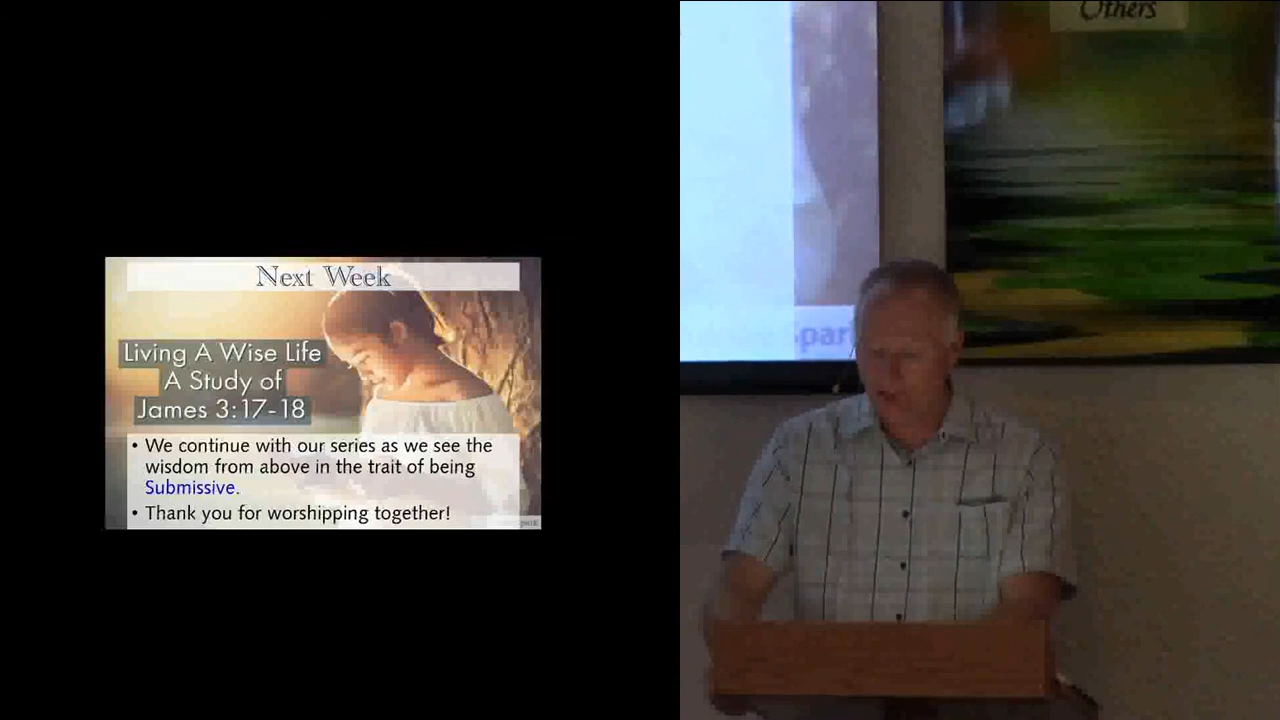 Next Week
Living A Wise Life
A Study of
James 3:17-18
• We continue with our series as we see the
wisdom from above in the trait of being
Submissive.
• Thank you for worshipping together!
Others